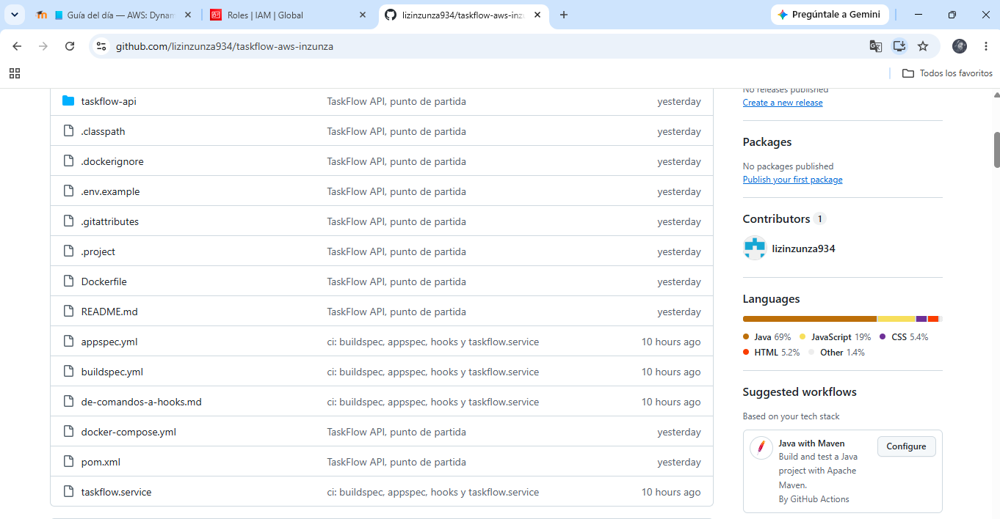 Guía del día — AWS: Dynam
Roles | IAM | Global
lizinzunza934/taskflow-aws-inzu
Pregúntale a Gemini
github.com/lizinzunza934/taskflow-aws-inzunza
Todos los favoritos
taskflow-api TaskFlow API, punto de partida yesterday
.classpath TaskFlow API, punto de partida yesterday
.dockerignore TaskFlow API, punto de partida yesterday
.env.example TaskFlow API, punto de partida yesterday
.gitattributes TaskFlow API, punto de partida yesterday
.project TaskFlow API, punto de partida yesterday
Dockerfile TaskFlow API, punto de partida yesterday
README.md TaskFlow API, punto de partida yesterday
appspec.yml ci: buildspec, appspec, hooks y taskflow.service 10 hours ago
buildspec.yml ci: buildspec, appspec, hooks y taskflow.service 10 hours ago
de-comandos-a-hooks.md ci: buildspec, appspec, hooks y taskflow.service 10 hours ago
docker-compose.yml TaskFlow API, punto de partida yesterday
pom.xml TaskFlow API, punto de partida yesterday
taskflow.service ci: buildspec, appspec, hooks y taskflow.service 10 hours ago
No releases published
Create a new release
Packages
No packages published
Publish your first package
Contributors 1
lizinzunza934
Languages
Java 69% JavaScript 19% CSS 5.4%
HTML 5.2% Other 1.4%
Suggested workflows
Based on your tech stack
Java with Maven
Configure
Build and test a Java
project with Apache
Maven.
By GitHub Actions